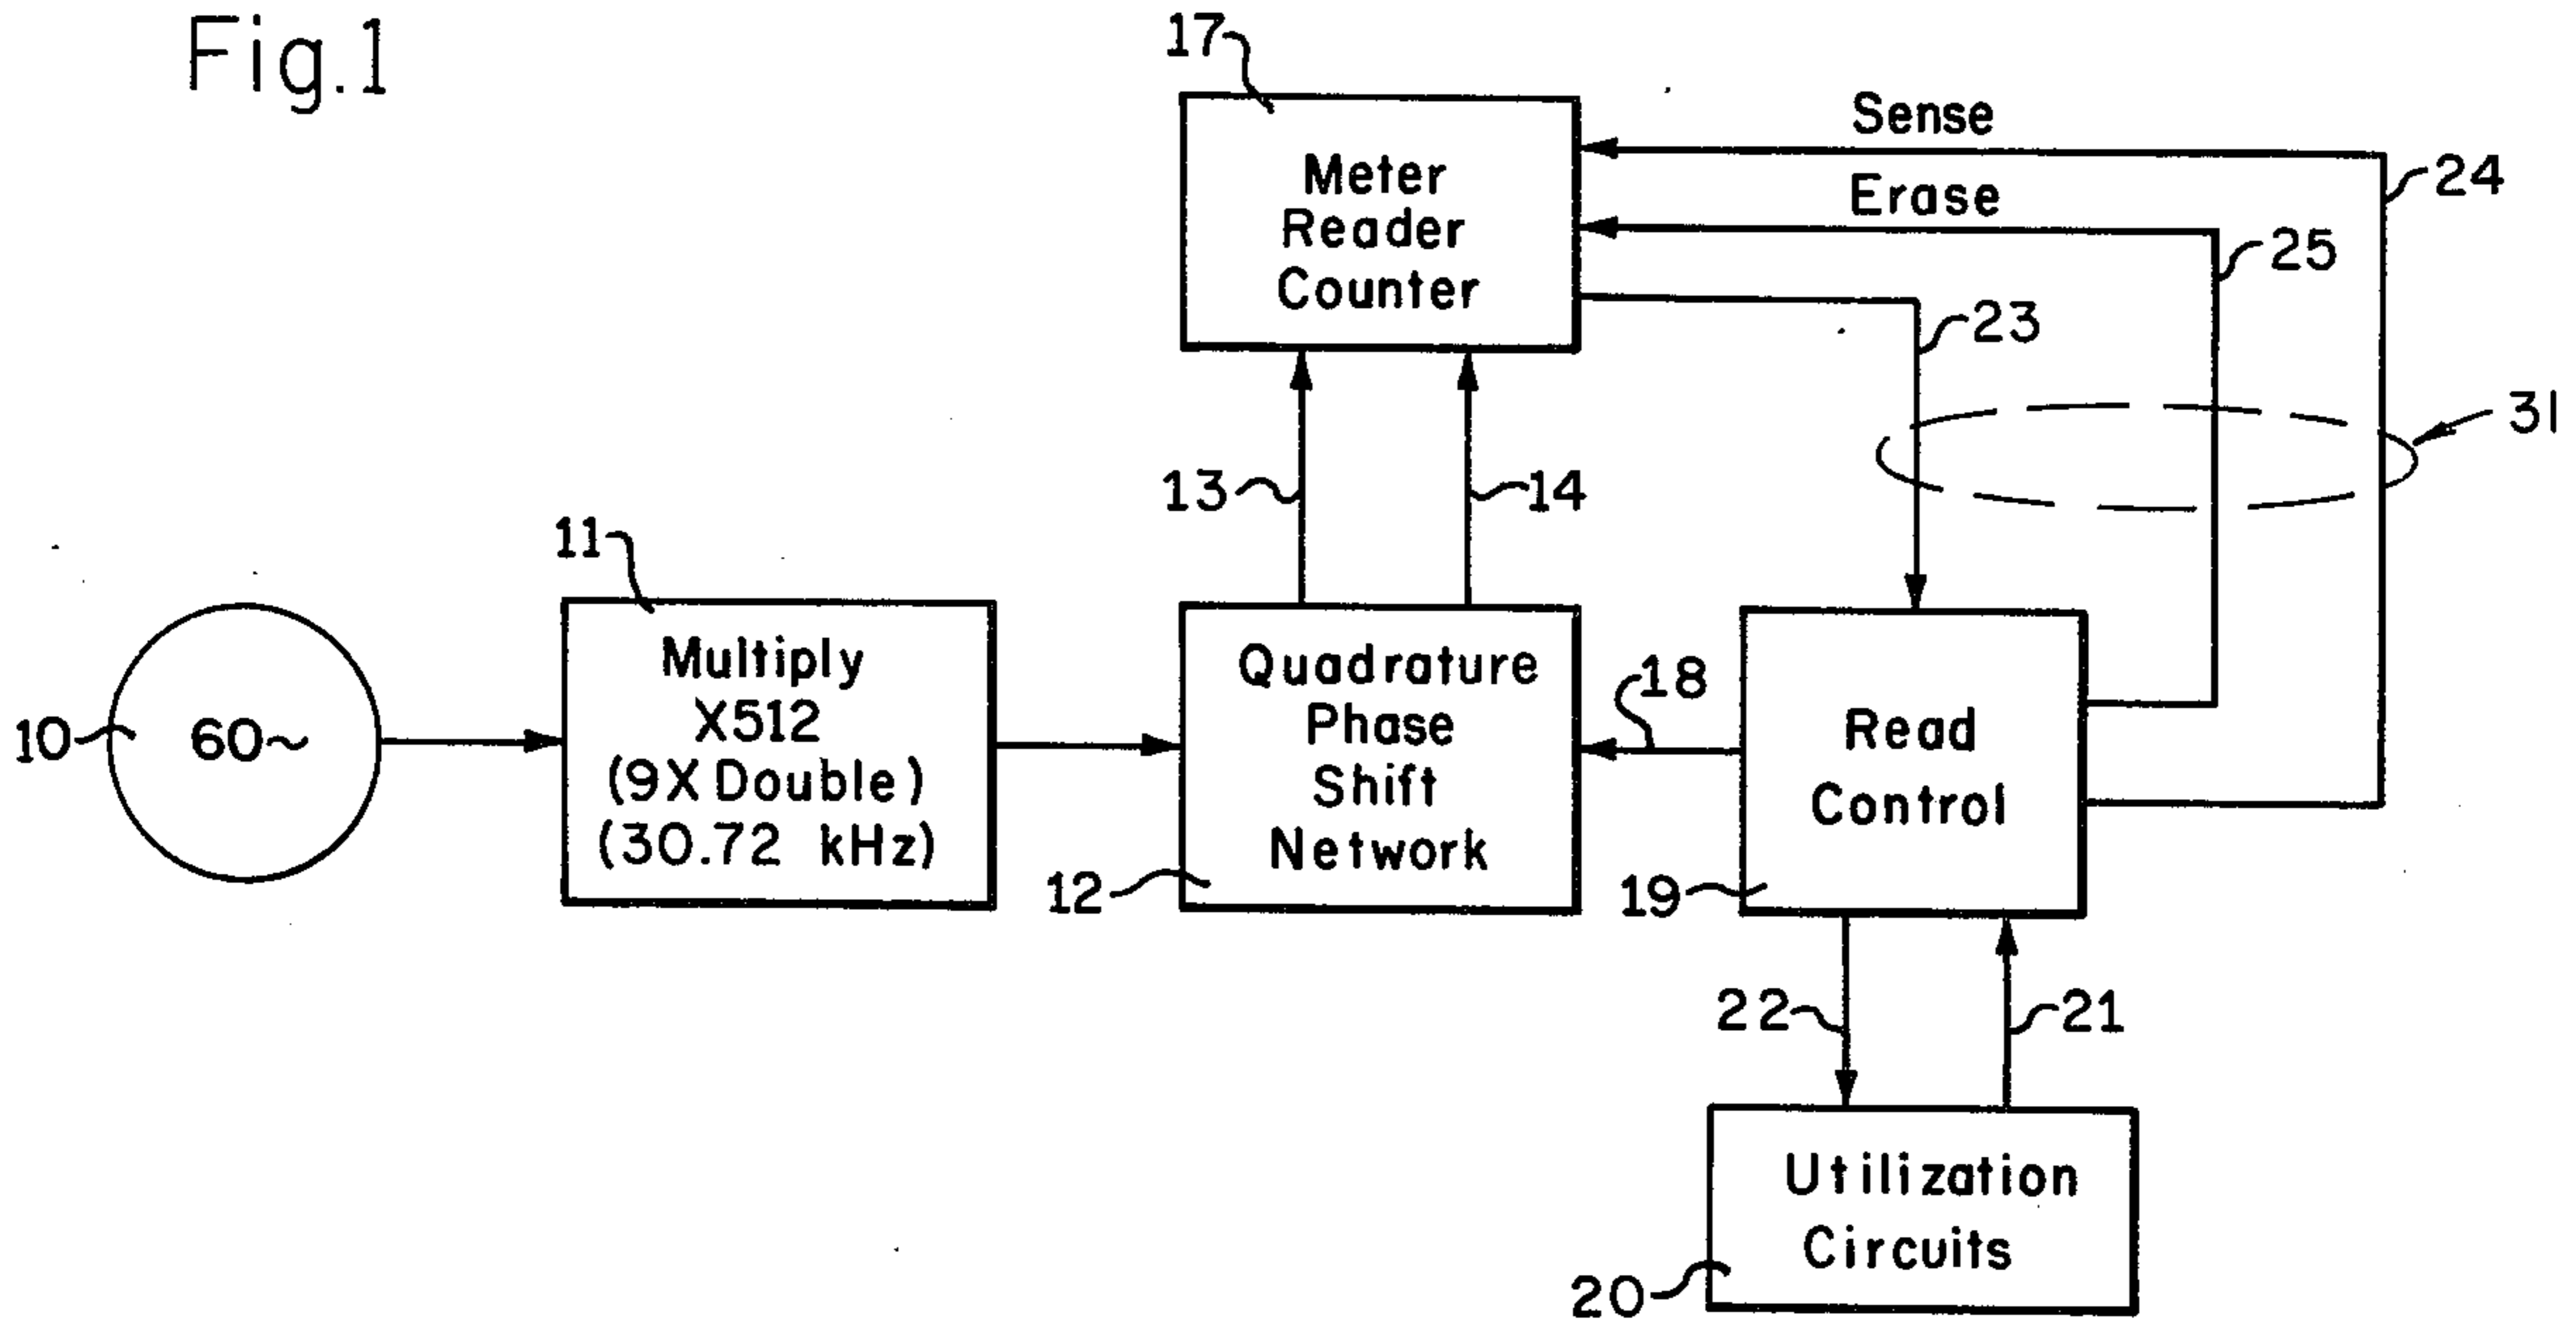 Fig.1
17
Meter
Reader
Counter
Sense
Erase
24
25
23
31
13
14
11
10
60~
Multiply
X512
(9X Double)
(30.72 kHz)
12
Quadrature
Phase
Shift
Network
18
19
Read
Control
22
21
20
Utilization
Circuits